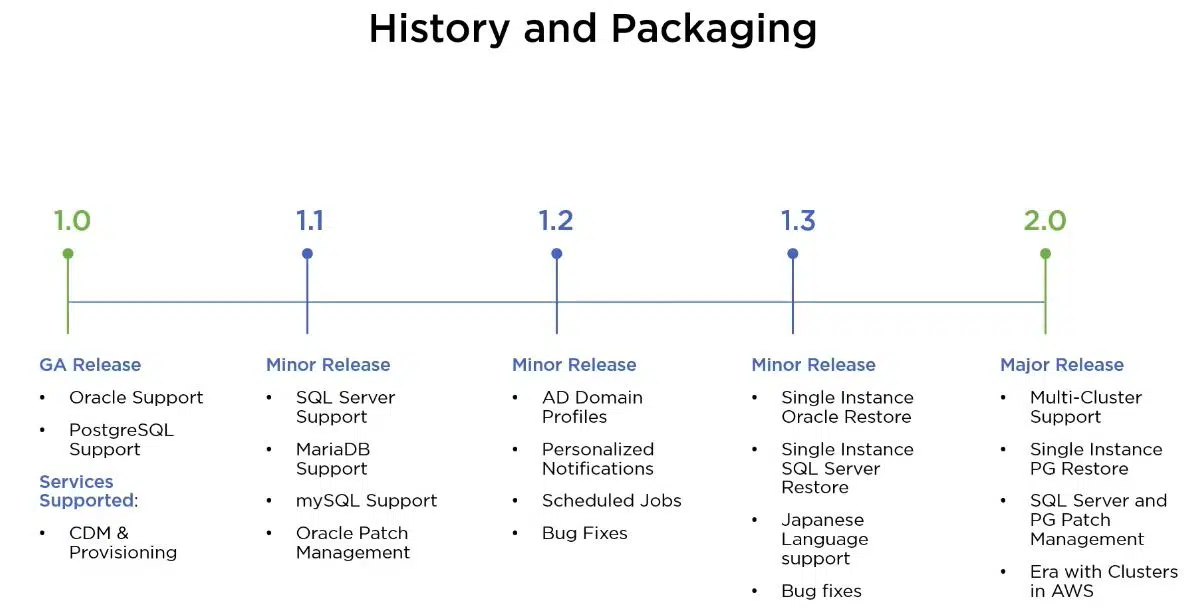 History and Packaging
1.0
1.1
1.2
1.3
2.0
GA Release
• Oracle Support
• PostgreSQL
Support
Services
Supported:
• CDM &
Provisioning
Minor Release
• SQL Server
Support
• MariaDB
Support
• mySQL Support
• Oracle Patch
Management
Minor Release
• AD Domain
Profiles
• Personalized
Notifications
• Scheduled Jobs
• Bug Fixes
Minor Release
• Single Instance
Oracle Restore
• Single Instance
SQL Server
Restore
• Japanese
Language
support
• Bug fixes
Major Release
• Multi-Cluster
Support
• Single Instance
PG Restore
• SQL Server and
PG Patch
Management
• Era with Clusters
in AWS